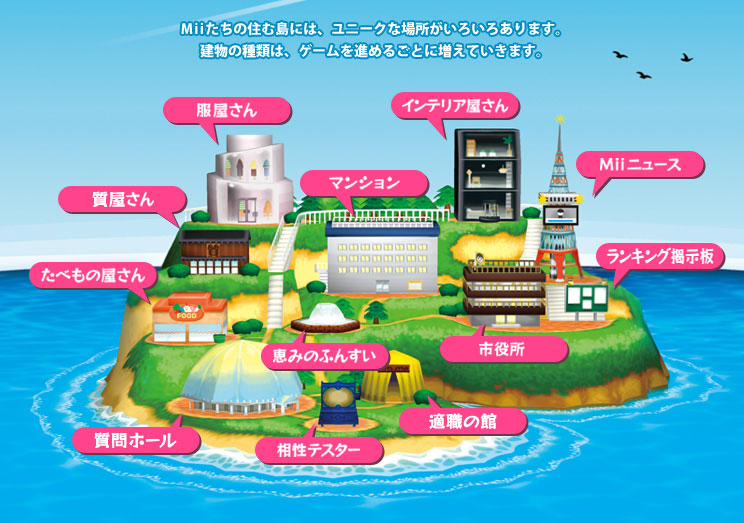 Miiたちの住む島には、ユニークな場所がいろいろあります。
建物の種類は、ゲームを進めるごとに増えていきます。
服屋さん
インテリア屋さん
Miiニュース
マンション
質屋さん
ランキング掲示板
たべもの屋さん
FOOD
恵みのふんすい
市役所
適職の館
質問ホール
相性テスター